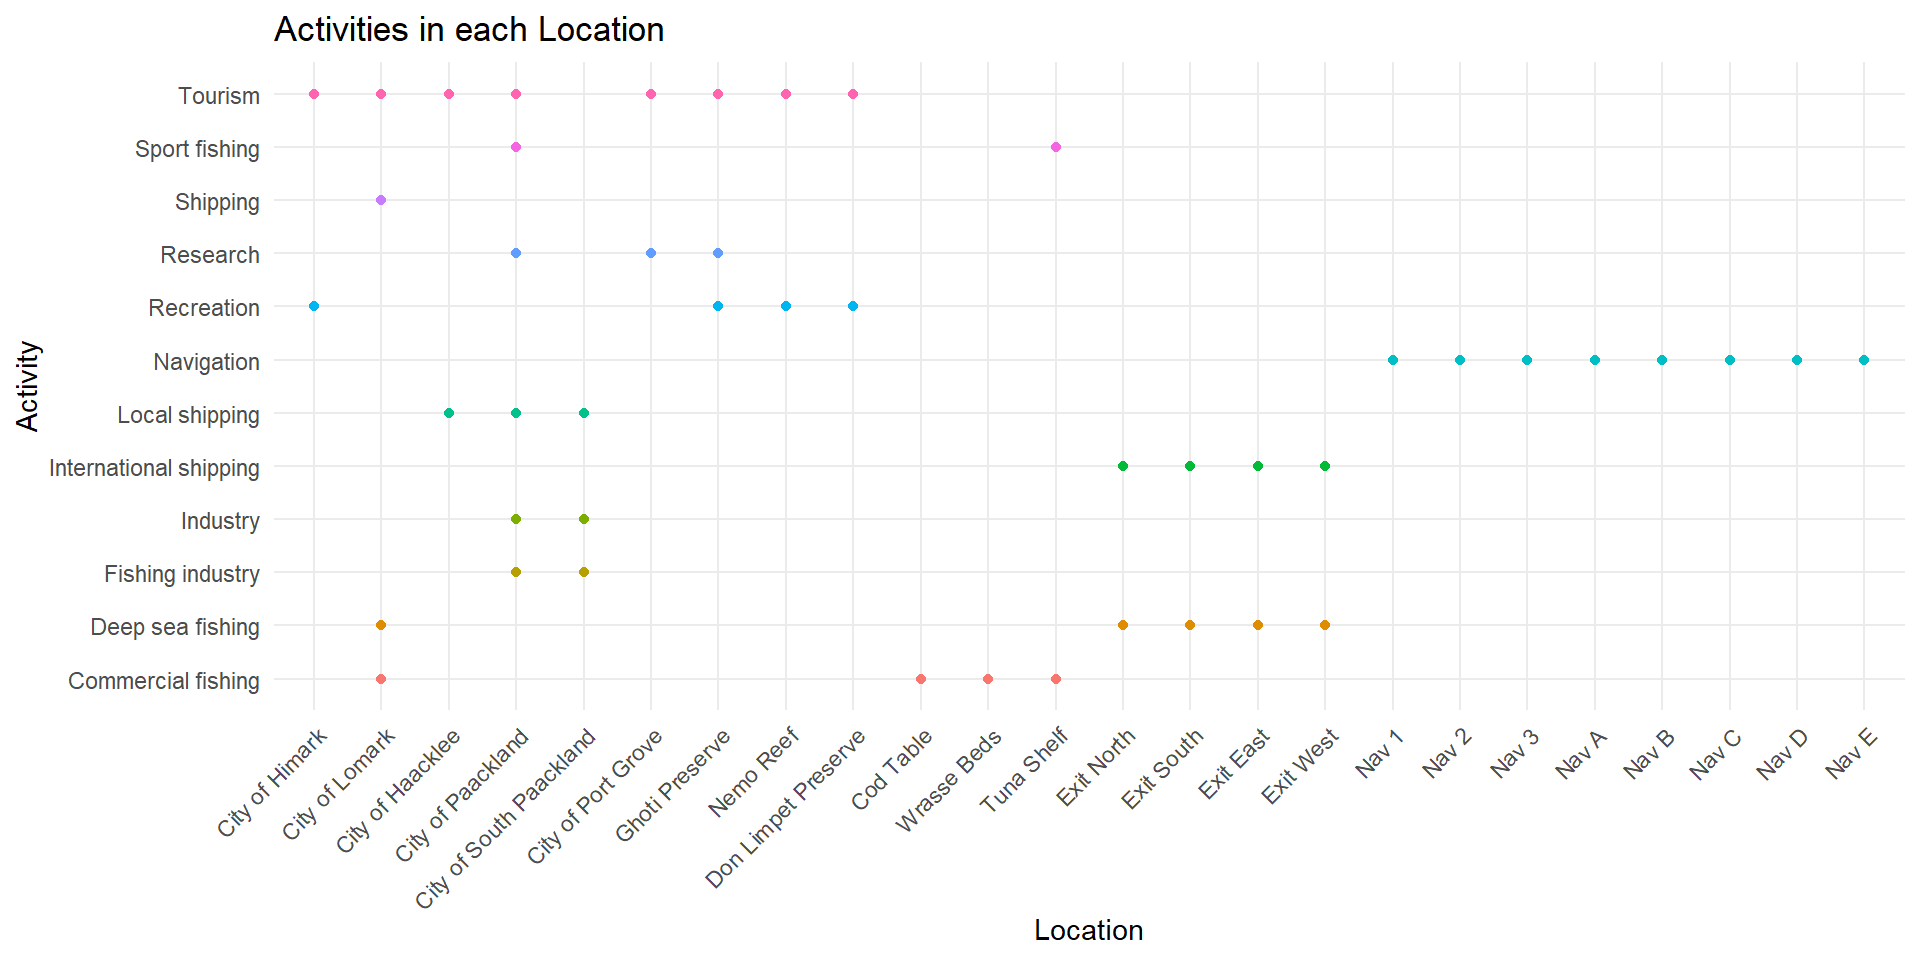 Activities in each Location
Activity
Tourism
Sport fishing
Shipping
Research
Recreation
Navigation
Local shipping
International shipping
Industry
Fishing industry
Deep sea fishing
Commercial fishing
City of Himark
City of Lomark
City of Haacklee
City of Paackland
City of South Paackland
City of Port Grove
Ghoti Preserve
Nemo Reef
Don Limpet Preserve
Cod Table
Wrasse Beds
Tuna Shelf
Exit North
Exit South
Exit East
Exit West
Nav 1
Nav 2
Nav 3
Nav A
Nav B
Nav C
Nav D
Nav E
Location